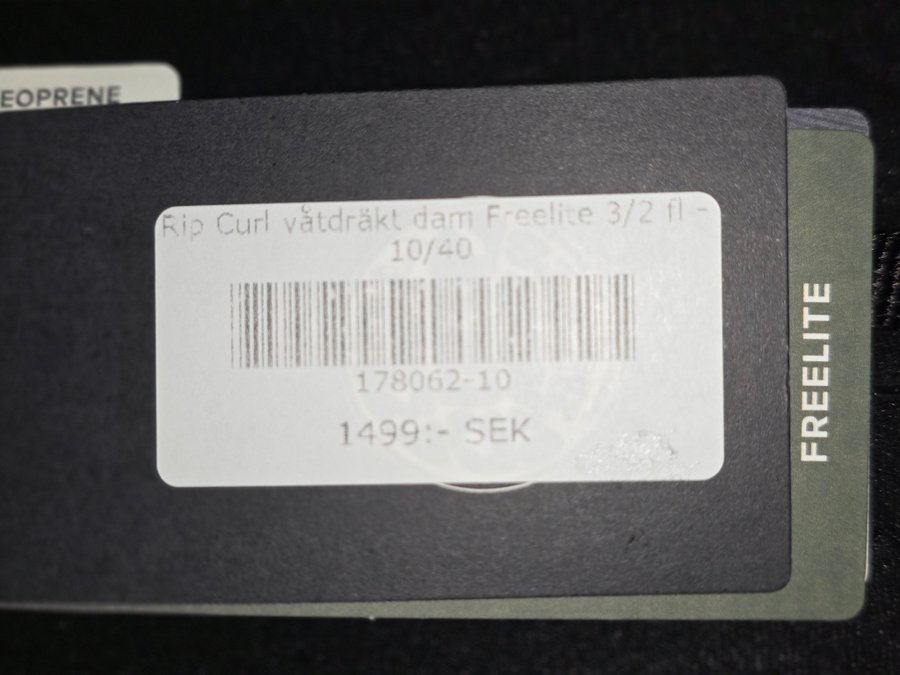 EOPRENE
Rip Curl våtdräkt dam Freelite 3/2 fl -
10/40
178062-10
1499:- SEK
FREELITE